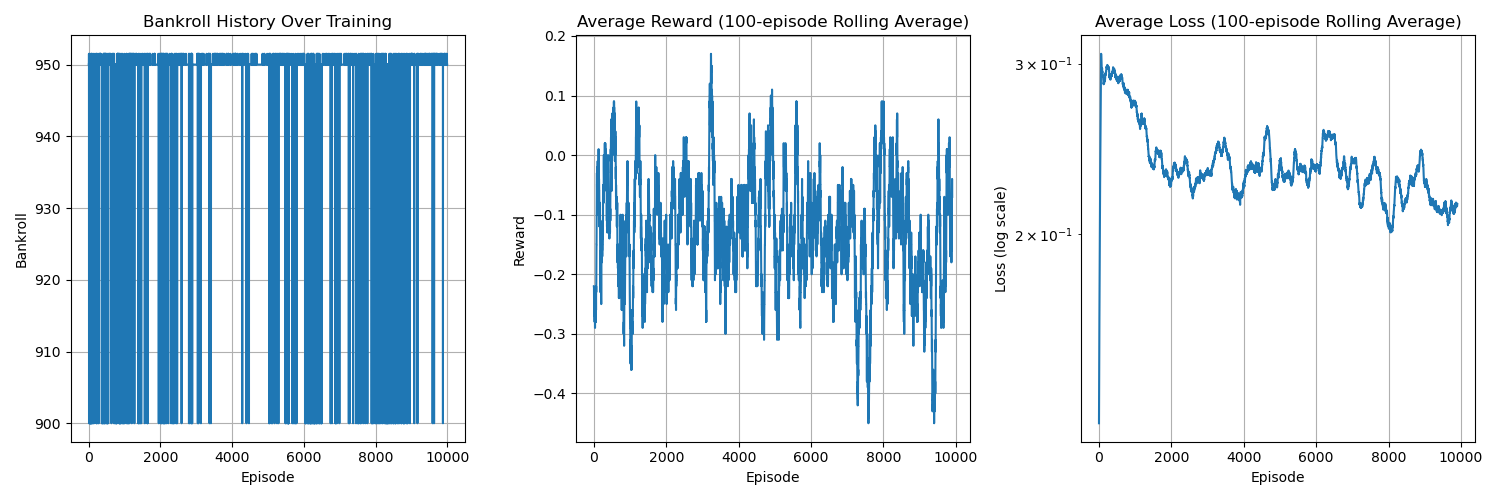 Bankroll History Over Training
950
940
930
920
910
900
Bankroll
0 2000 4000 6000 8000 10000
Episode
Average Reward (100-episode Rolling Average)
0.2
0.1
0.0
−0.1
−0.2
−0.3
−0.4
Reward
0 2000 4000 6000 8000 10000
Episode
Average Loss (100-episode Rolling Average)
3 × 10⁻¹
2 × 10⁻¹
Loss (log scale)
0 2000 4000 6000 8000 10000
Episode